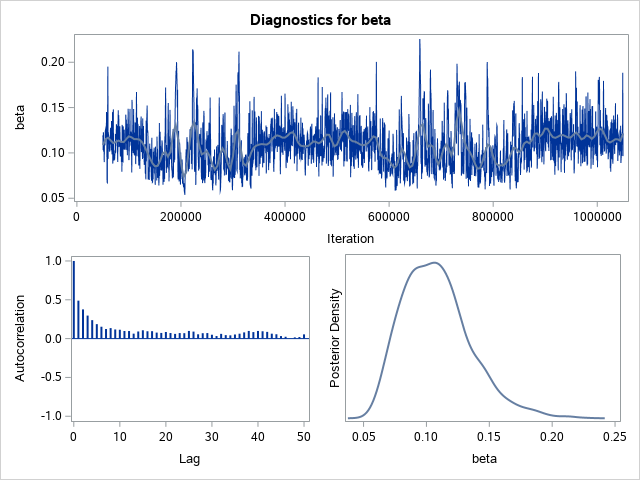 Diagnostics for beta
beta
0.20
0.15
0.10
0.05
0 200000 400000 600000 800000 1000000
Iteration
Autocorrelation
1.0
0.5
0.0
-0.5
-1.0
0 10 20 30 40 50
Lag
Posterior Density
0.05 0.10 0.15 0.20 0.25
beta